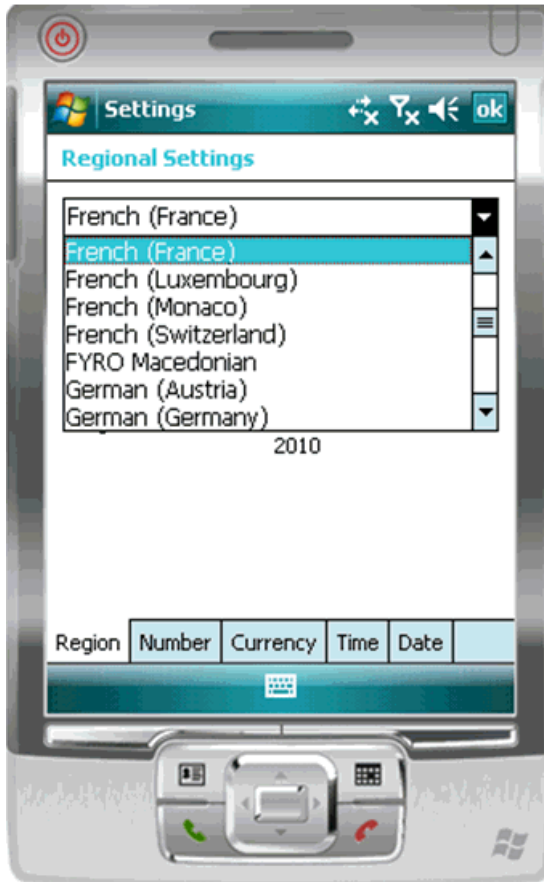 Settings
ok
Regional Settings
French (France)
French (France)
French (Luxembourg)
French (Monaco)
French (Switzerland)
FYRO Macedonian
German (Austria)
German (Germany)
2010
Region Number Currency Time Date